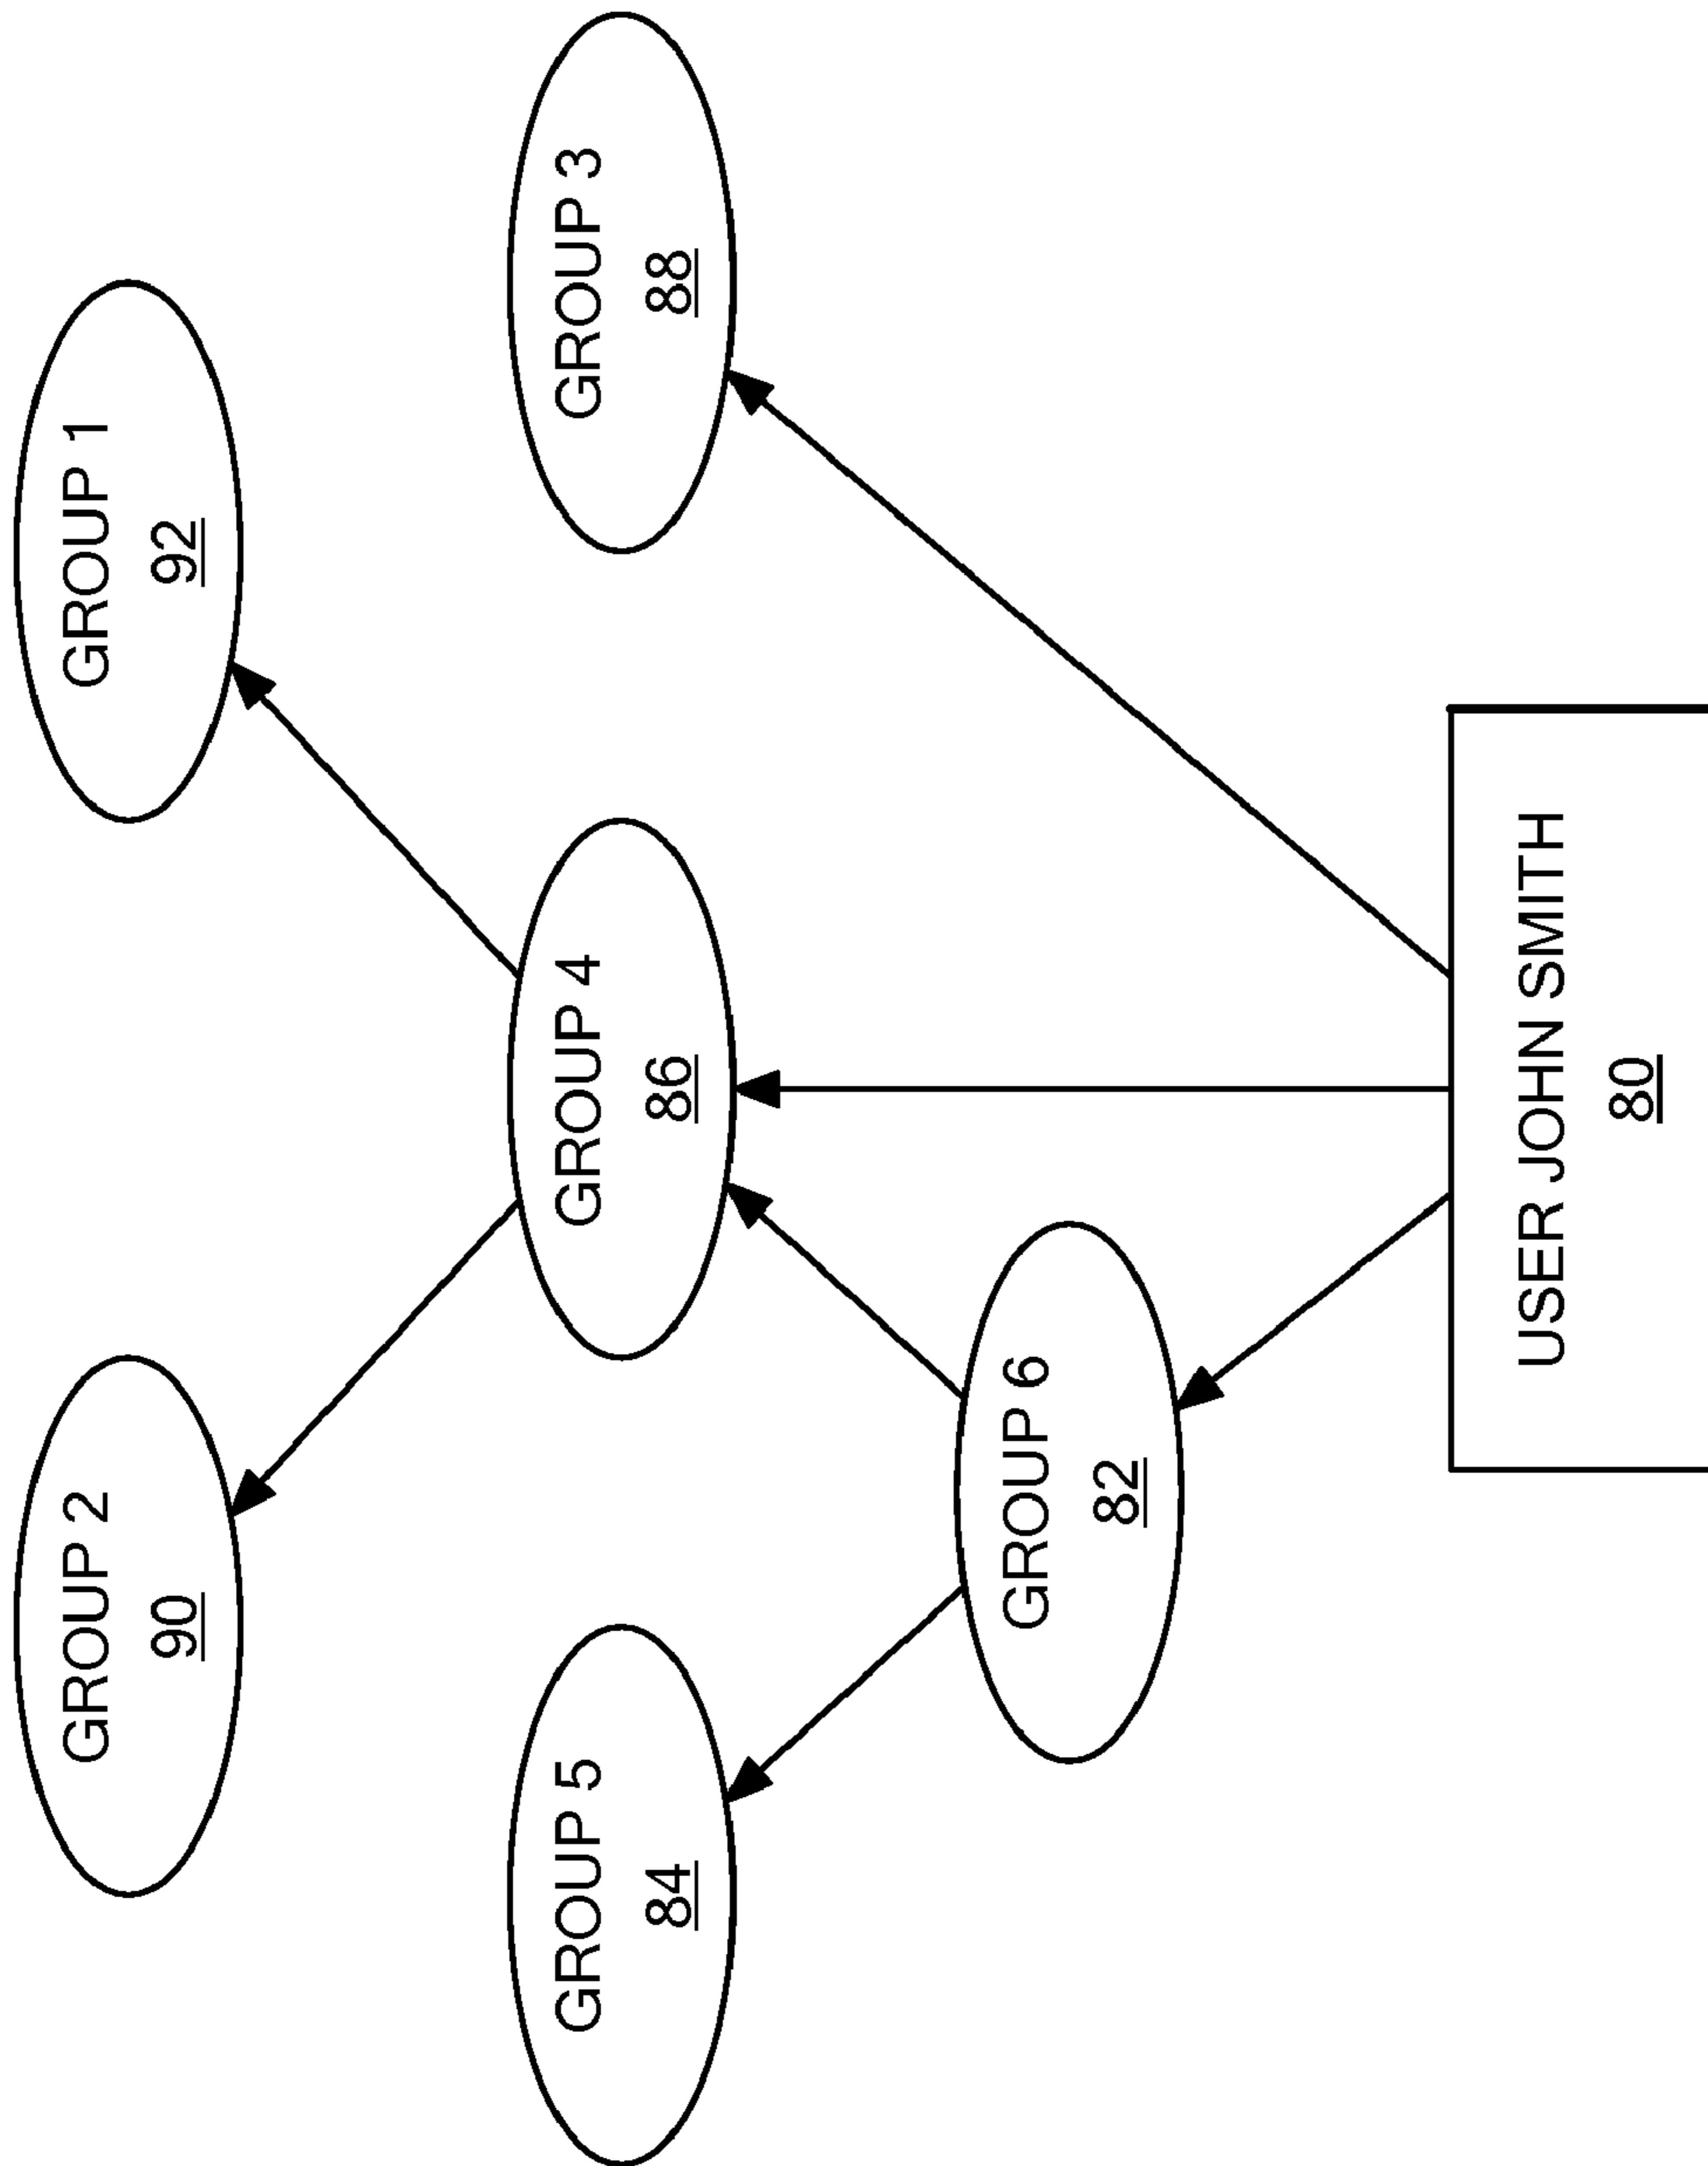 GROUP 2
90
GROUP 1
92
GROUP 5
84
GROUP 4
86
GROUP 3
88
GROUP 6
82
USER JOHN SMITH
80